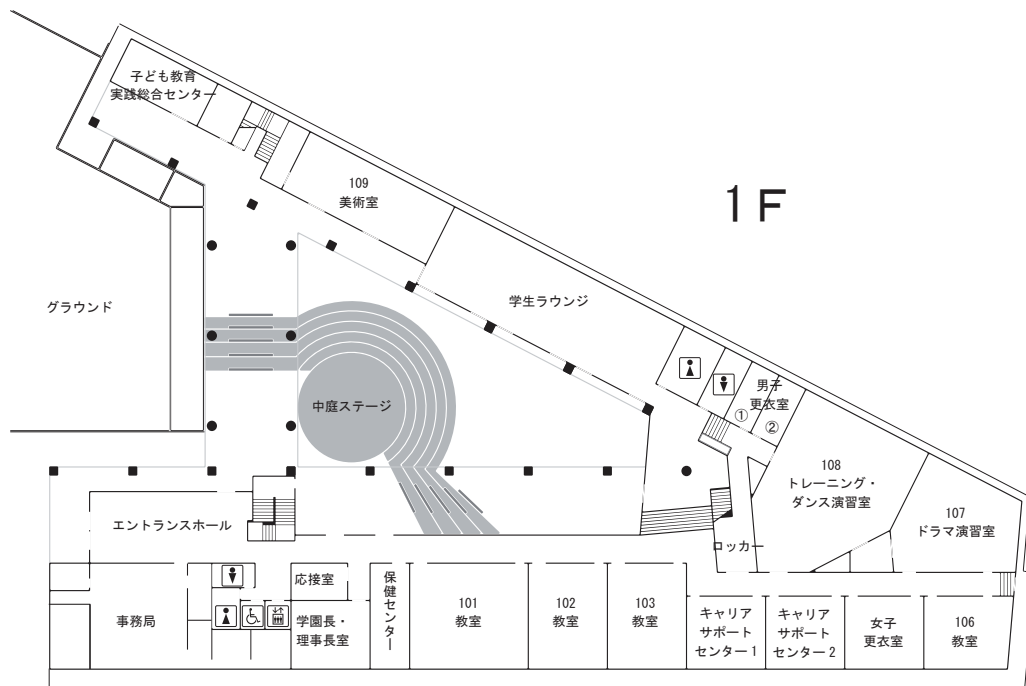 子ども教育
実践総合センター
1F
109
美術室
グラウンド
学生ラウンジ
男子
更衣室
①
②
中庭ステージ
108
トレーニング・
ダンス演習室
107
ドラマ演習室
エントランスホール
ロッカー
事務局
応接室
学園長・
理事長室
保健センター
101
教室
102
教室
103
教室
キャリア
サポート
センター1
キャリア
サポート
センター2
女子
更衣室
106
教室